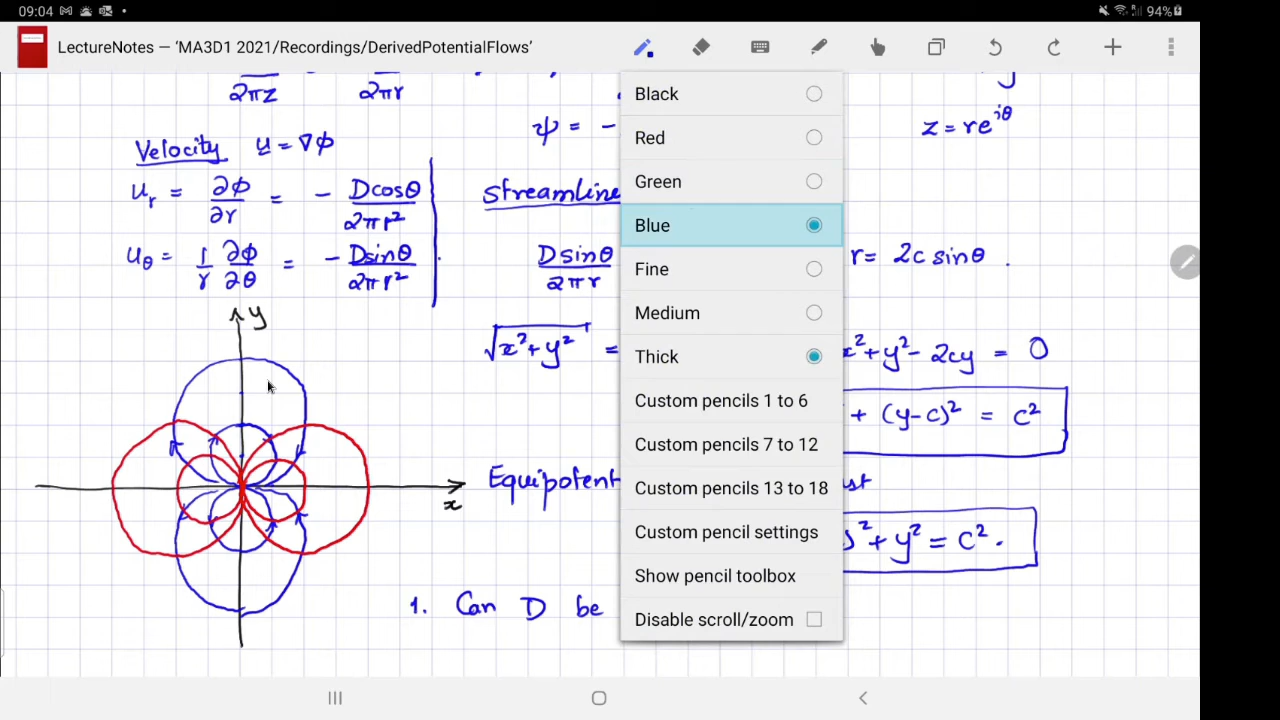 09:04
94%
LectureNotes — ‘MA3D1 2021/Recordings/DerivedPotentialFlows’
2πz
2πr
ψ = -
z = re^{iθ}
Velocity u = ∇φ
u_r = ∂φ/∂r = - Dcosθ/2πr²
u_θ = 1/r ∂φ/∂θ = - Dsinθ/2πr²
Streamline
Dsinθ/2πr
r = 2c sinθ.
√x²+y² =
x²+y²- 2cy = 0
+ (y-c)² = c²
Equipotent
st
)²+ y² = c².
1. Can D be
y
x
Black
Red
Green
Blue
Fine
Medium
Thick
Custom pencils 1 to 6
Custom pencils 7 to 12
Custom pencils 13 to 18
Custom pencil settings
Show pencil toolbox
Disable scroll/zoom